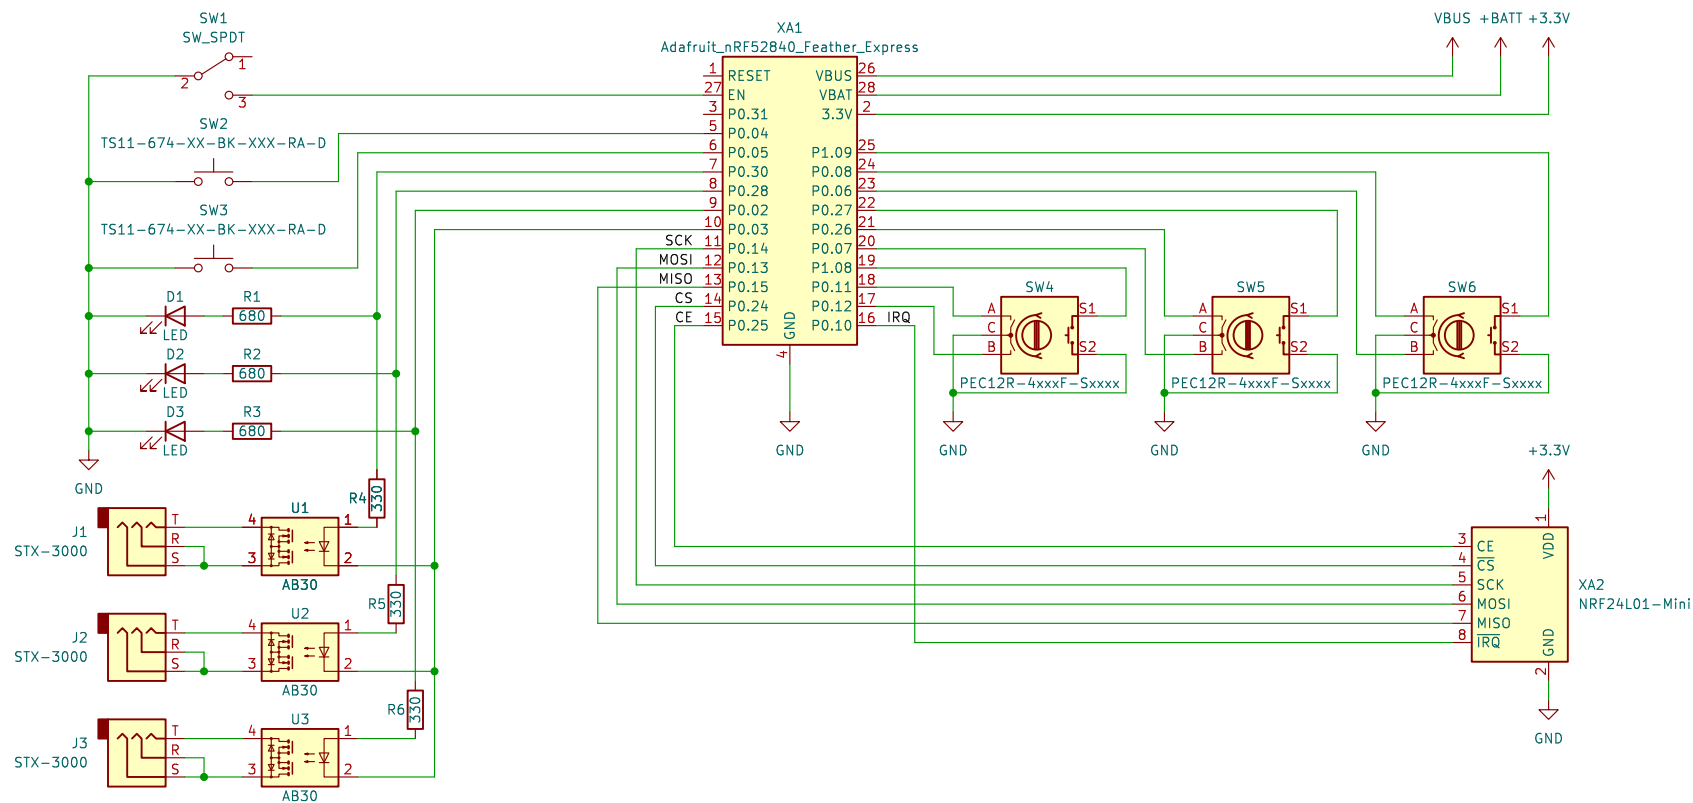 SW1
SW_SPDT
1
2
3
SW2
TS11-674-XX-BK-XXX-RA-D
SW3
TS11-674-XX-BK-XXX-RA-D
D1
LED
R1
680
D2
LED
R2
680
D3
LED
R3
680
GND
XA1
Adafruit_nRF52840_Feather_Express
1 RESET
27 EN
3 P0.31
5 P0.04
6 P0.05
7 P0.30
8 P0.28
9 P0.02
10 P0.03
SCK 11 P0.14
MOSI 12 P0.13
MISO 13 P0.15
CS 14 P0.24
CE 15 P0.25
VBUS 26
VBAT 28
3.3V 2
P1.09 25
P0.08 24
P0.06 23
P0.27 22
P0.26 21
P0.07 20
P1.08 19
P0.11 18
P0.12 17
P0.10 16 IRQ
GND
4
GND
VBUS +BATT +3.3V
SW4
A
C
B
S1
S2
PEC12R-4xxxF-Sxxxx
GND
SW5
A
C
B
S1
S2
PEC12R-4xxxF-Sxxxx
GND
SW6
A
C
B
S1
S2
PEC12R-4xxxF-Sxxxx
GND
R4
330
R5
330
R6
330
J1
STX-3000
T
R
S
U1
4
3
1
2
AB30
J2
STX-3000
T
R
S
U2
4
3
1
2
AB30
J3
STX-3000
T
R
S
U3
4
3
1
2
AB30
+3.3V
1
VDD
3 CE
4 CS
5 SCK
6 MOSI
7 MISO
8 IRQ
GND
2
XA2
NRF24L01-Mini
GND